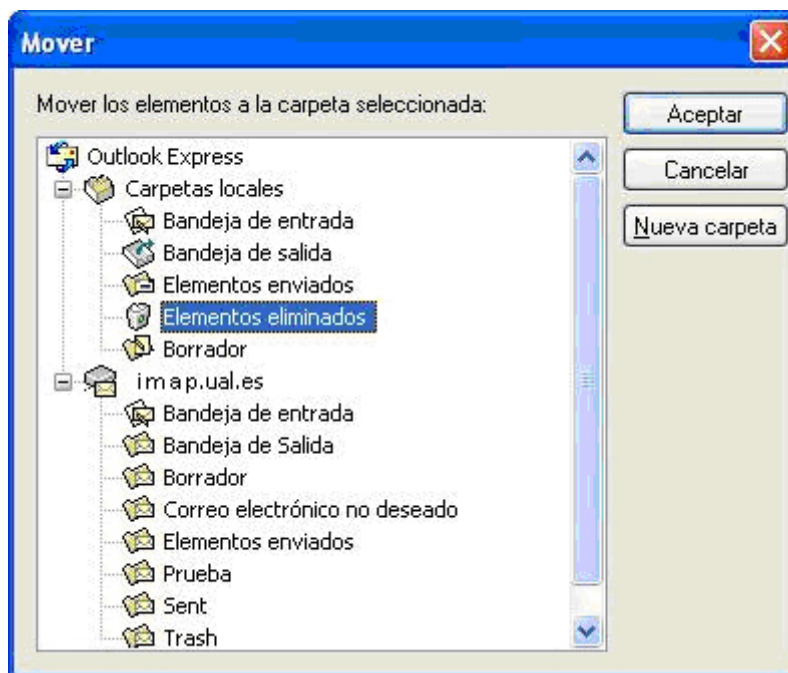 Mover
Mover los elementos a la carpeta seleccionada:
Aceptar
Cancelar
Nueva carpeta
Outlook Express
Carpetas locales
Bandeja de entrada
Bandeja de salida
Elementos enviados
Elementos eliminados
Borrador
imap.ual.es
Bandeja de entrada
Bandeja de Salida
Borrador
Correo electrónico no deseado
Elementos enviados
Prueba
Sent
Trash